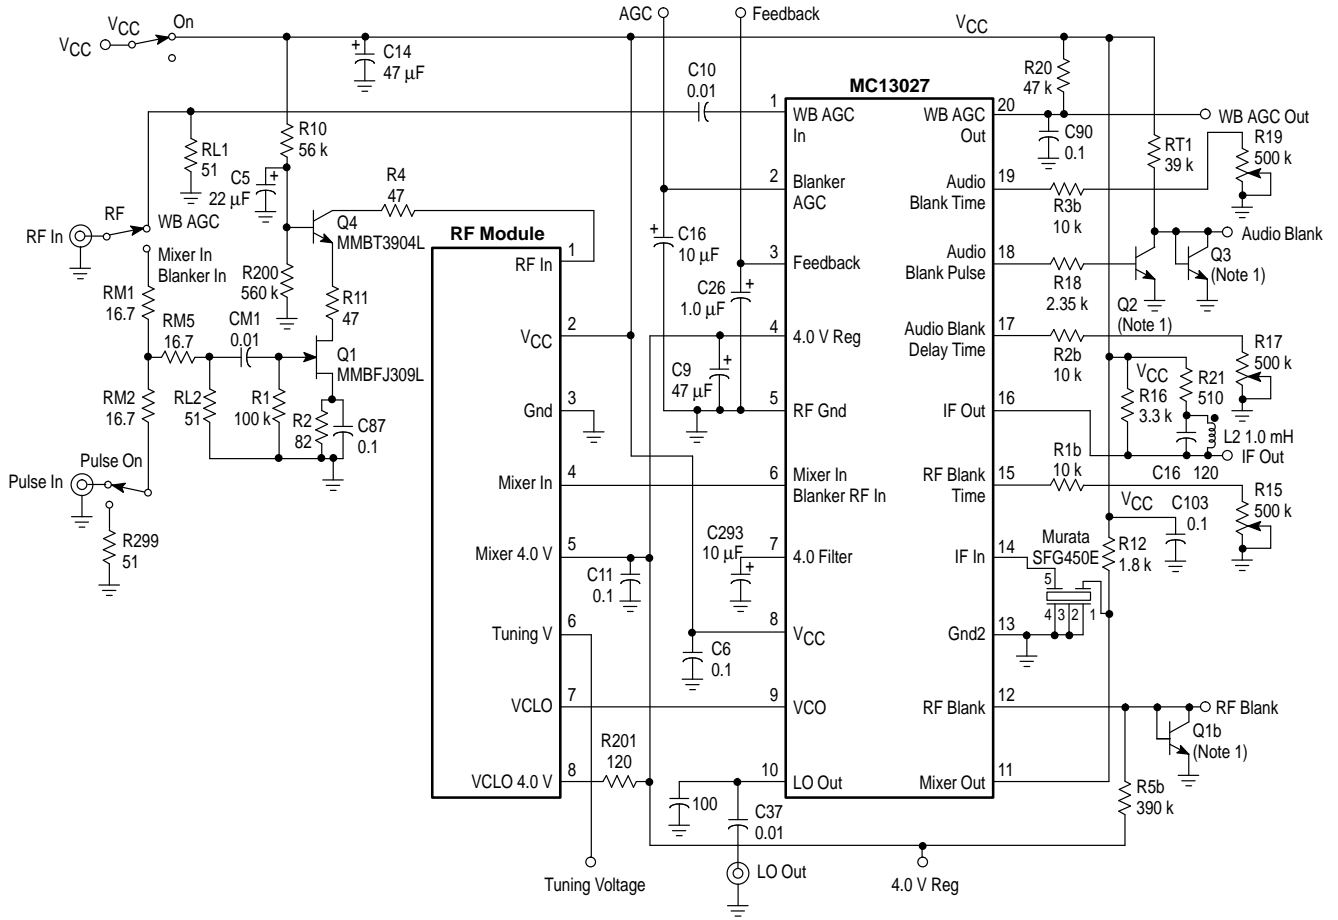 AGC
Feedback
VCC
VCC
On
VCC
C14
47 µF
C10
0.01
MC13027
R20
47 k
R10
56 k
RL1
51
C5
22 µF
R4
47
RF
WB AGC
RF In
Mixer In
Blanker In
Q4
MMBT3904L
R200
560 k
R11
47
RM1
16.7
RM5
16.7
CM1
0.01
Q1
MMBFJ309L
RM2
16.7
RL2
51
R1
100 k
R2
82
C87
0.1
Pulse On
Pulse In
R299
51
RF Module
1
RF In
2
VCC
3
Gnd
4
Mixer In
5
Mixer 4.0 V
6
Tuning V
7
VCLO
8
VCLO 4.0 V
R201
120
Tuning Voltage
C16
10 µF
C26
1.0 µF
C9
47 µF
C293
10 µF
C11
0.1
C6
0.1
100
C37
0.01
LO Out
4.0 V Reg
1
WB AGC
In
2
Blanker
AGC
3
Feedback
4
4.0 V Reg
5
RF Gnd
6
Mixer In
Blanker RF In
7
4.0 Filter
8
VCC
9
VCO
10
LO Out
20
WB AGC
Out
19
Audio
Blank Time
18
Audio
Blank Pulse
17
Audio Blank
Delay Time
16
IF Out
15
RF Blank
Time
14
IF In
13
Gnd2
12
RF Blank
11
Mixer Out
VCC
C90
0.1
WB AGC Out
RT1
39 k
R19
500 k
R3b
10 k
Audio Blank
R18
2.35 k
Q2
(Note 1)
Q3
(Note 1)
R2b
10 k
R17
500 k
VCC
R16
3.3 k
R21
510
L2 1.0 mH
C16
120
IF Out
R1b
10 k
VCC
C103
0.1
R15
500 k
Murata
SFG450E
R12
1.8 k
5
4
3
2
1
RF Blank
Q1b
(Note 1)
R5b
390 k